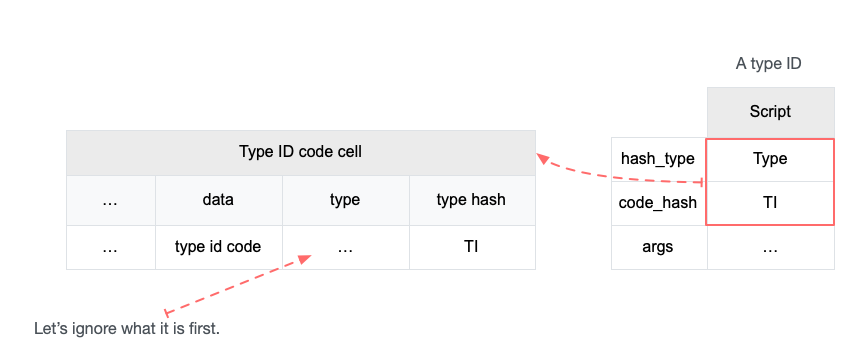 A type ID
Script
Type ID code cell
hash_type Type
… data type type hash
code_hash TI
… type id code … TI
args …
Let’s ignore what it is first.